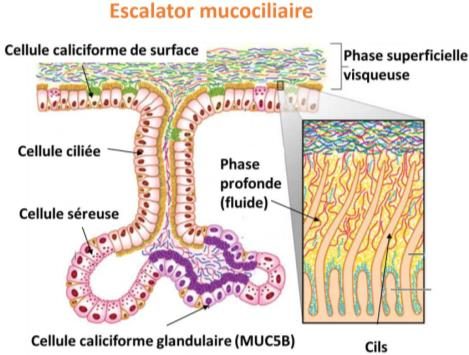 Escalator mucociliaire
Cellule caliciforme de surface
Phase superficielle
visqueuse
Cellule ciliée
Phase
profonde
(fluide)
Cellule séreuse
Cellule caliciforme glandulaire (MUC5B)
Cils